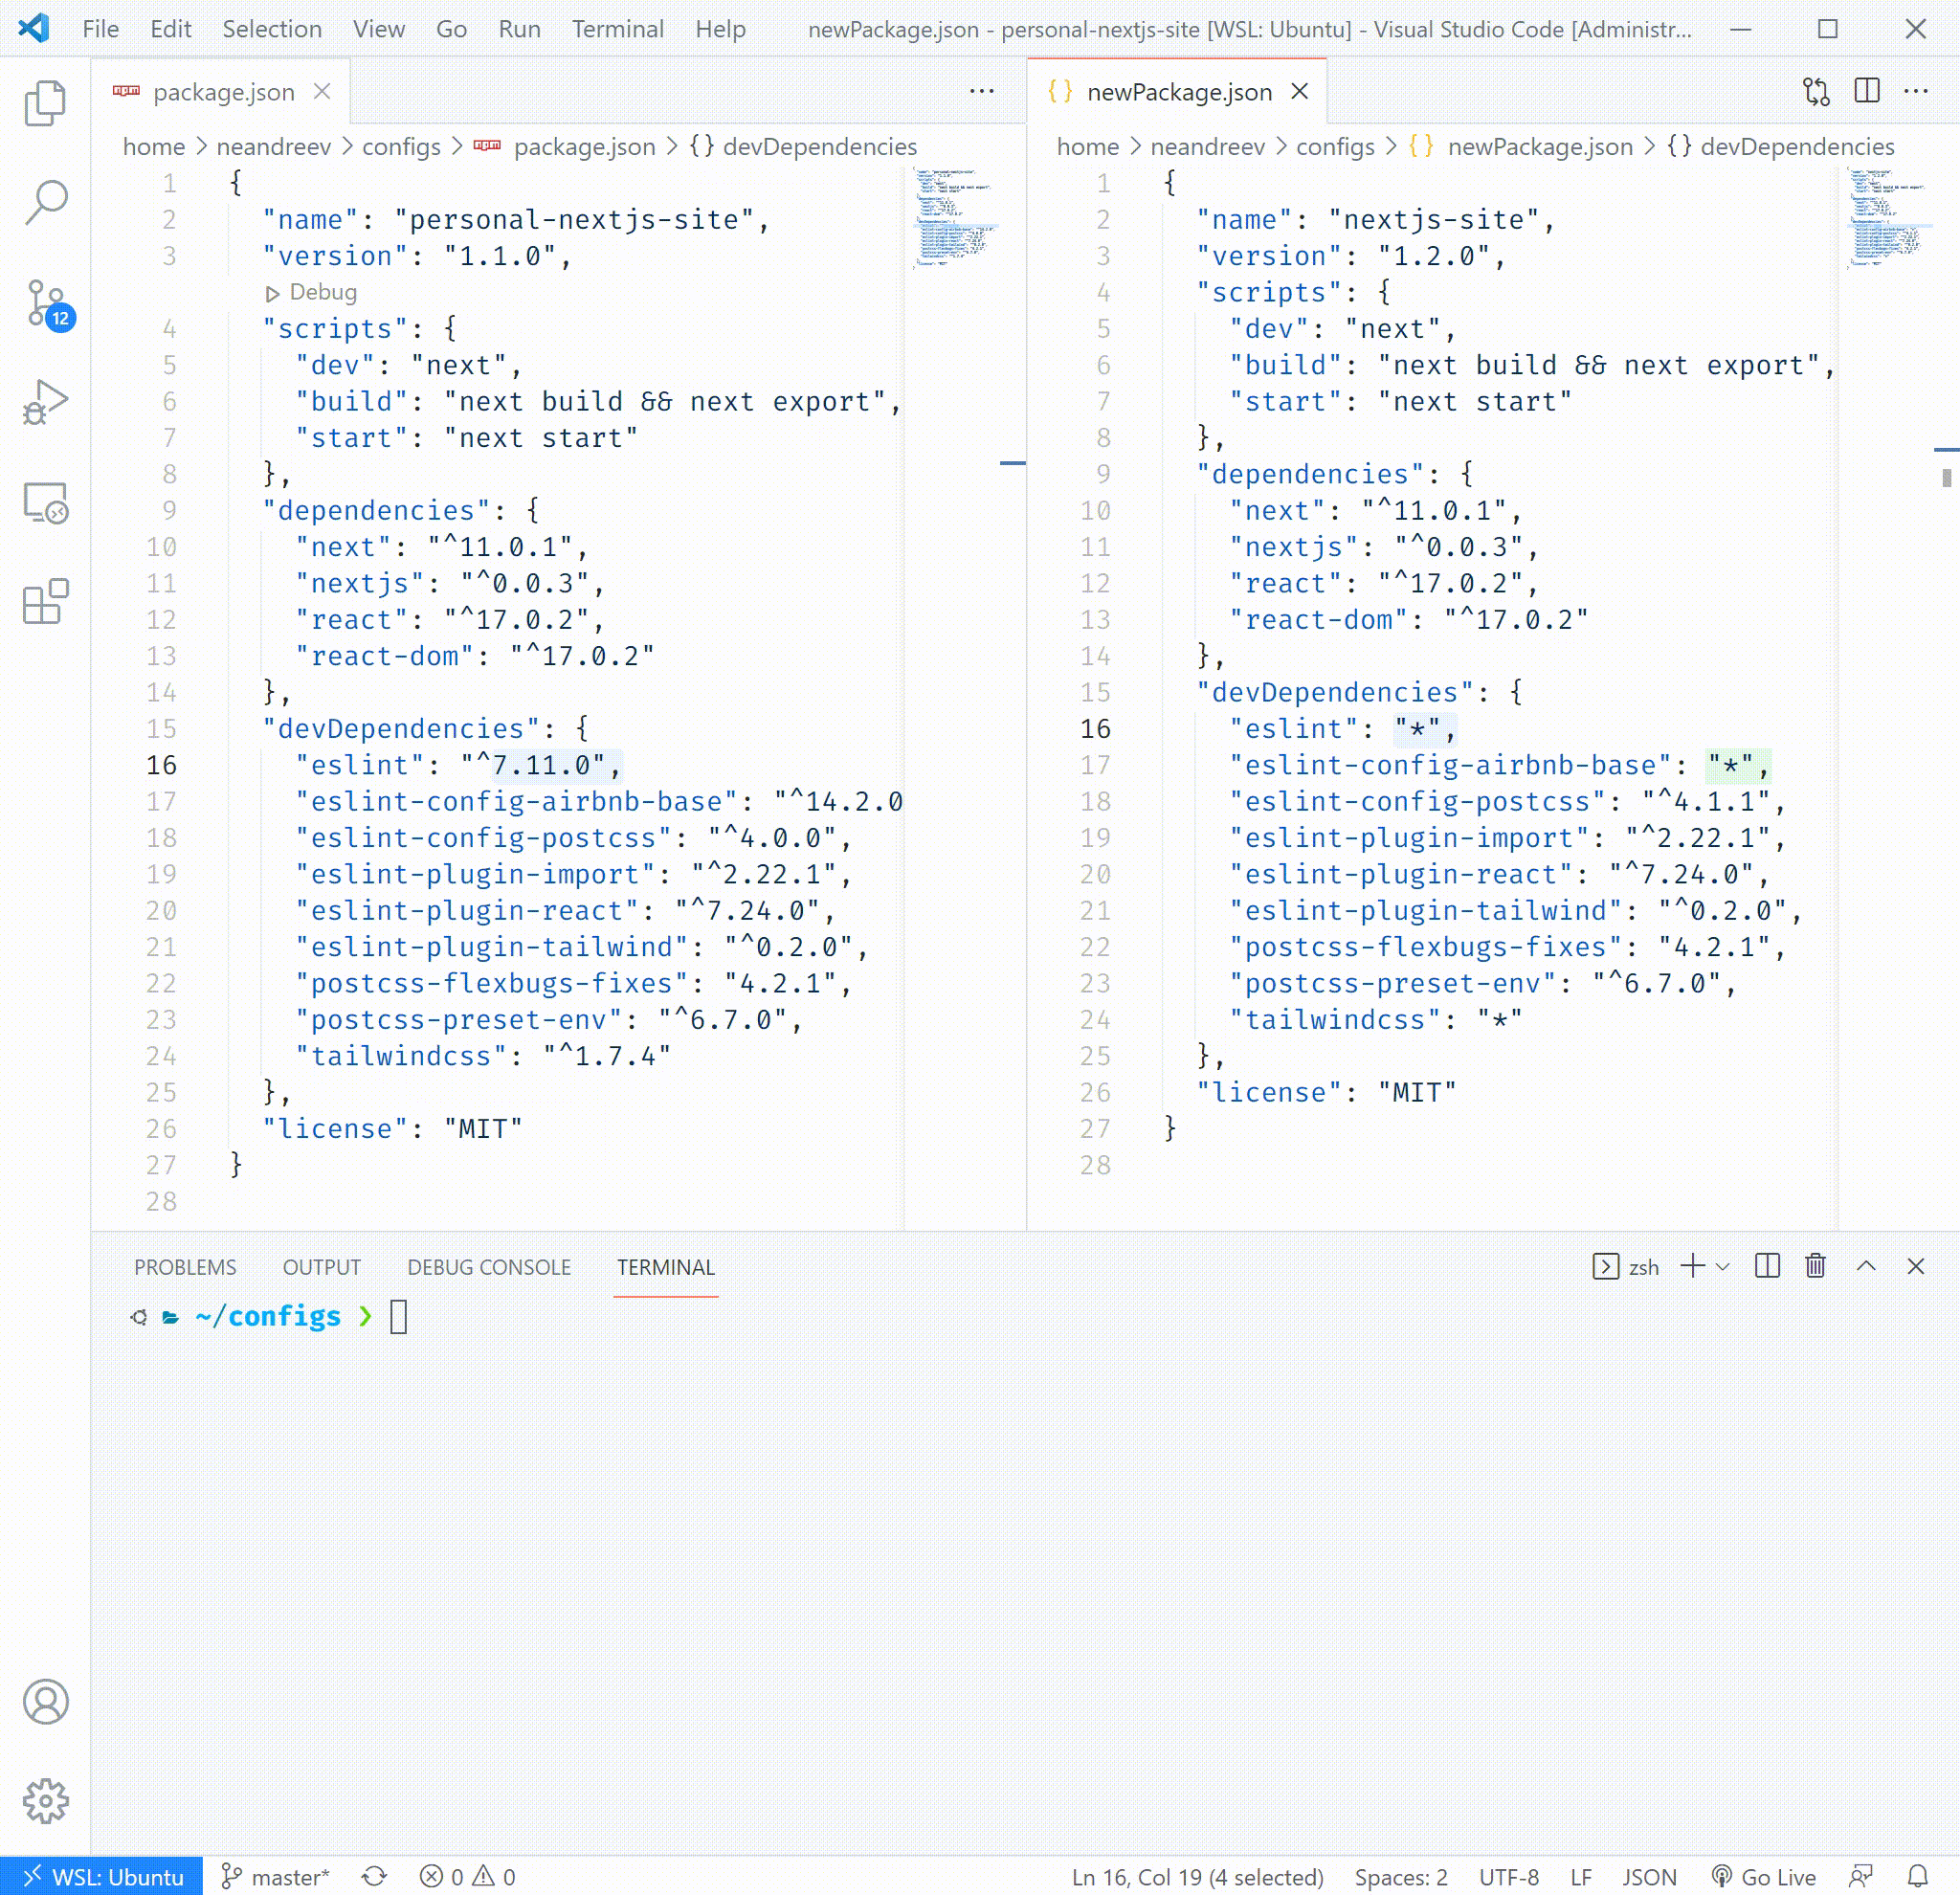 File Edit Selection View Go Run Terminal Help newPackage.json - personal-nextjs-site [WSL: Ubuntu] - Visual Studio Code [Administr...
package.json
home > neandreev > configs > package.json > {} devDependencies
1 {
2 "name": "personal-nextjs-site",
3 "version": "1.1.0",
Debug
4 "scripts": {
5 "dev": "next",
6 "build": "next build && next export",
7 "start": "next start"
8 },
9 "dependencies": {
10 "next": "^11.0.1",
11 "nextjs": "^0.0.3",
12 "react": "^17.0.2",
13 "react-dom": "^17.0.2"
14 },
15 "devDependencies": {
16 "eslint": "^7.11.0",
17 "eslint-config-airbnb-base": "^14.2.0
18 "eslint-config-postcss": "^4.0.0",
19 "eslint-plugin-import": "^2.22.1",
20 "eslint-plugin-react": "^7.24.0",
21 "eslint-plugin-tailwind": "^0.2.0",
22 "postcss-flexbugs-fixes": "4.2.1",
23 "postcss-preset-env": "^6.7.0",
24 "tailwindcss": "^1.7.4"
25 },
26 "license": "MIT"
27 }
28
{} newPackage.json
home > neandreev > configs > {} newPackage.json > {} devDependencies
1 {
2 "name": "nextjs-site",
3 "version": "1.2.0",
4 "scripts": {
5 "dev": "next",
6 "build": "next build && next export",
7 "start": "next start"
8 },
9 "dependencies": {
10 "next": "^11.0.1",
11 "nextjs": "^0.0.3",
12 "react": "^17.0.2",
13 "react-dom": "^17.0.2"
14 },
15 "devDependencies": {
16 "eslint": "*",
17 "eslint-config-airbnb-base": "*",
18 "eslint-config-postcss": "^4.1.1",
19 "eslint-plugin-import": "^2.22.1",
20 "eslint-plugin-react": "^7.24.0",
21 "eslint-plugin-tailwind": "^0.2.0",
22 "postcss-flexbugs-fixes": "4.2.1",
23 "postcss-preset-env": "^6.7.0",
24 "tailwindcss": "*"
25 },
26 "license": "MIT"
27 }
28
12
PROBLEMS OUTPUT DEBUG CONSOLE TERMINAL zsh
~/configs ❯
WSL: Ubuntu master* 0 0 Ln 16, Col 19 (4 selected) Spaces: 2 UTF-8 LF JSON Go Live